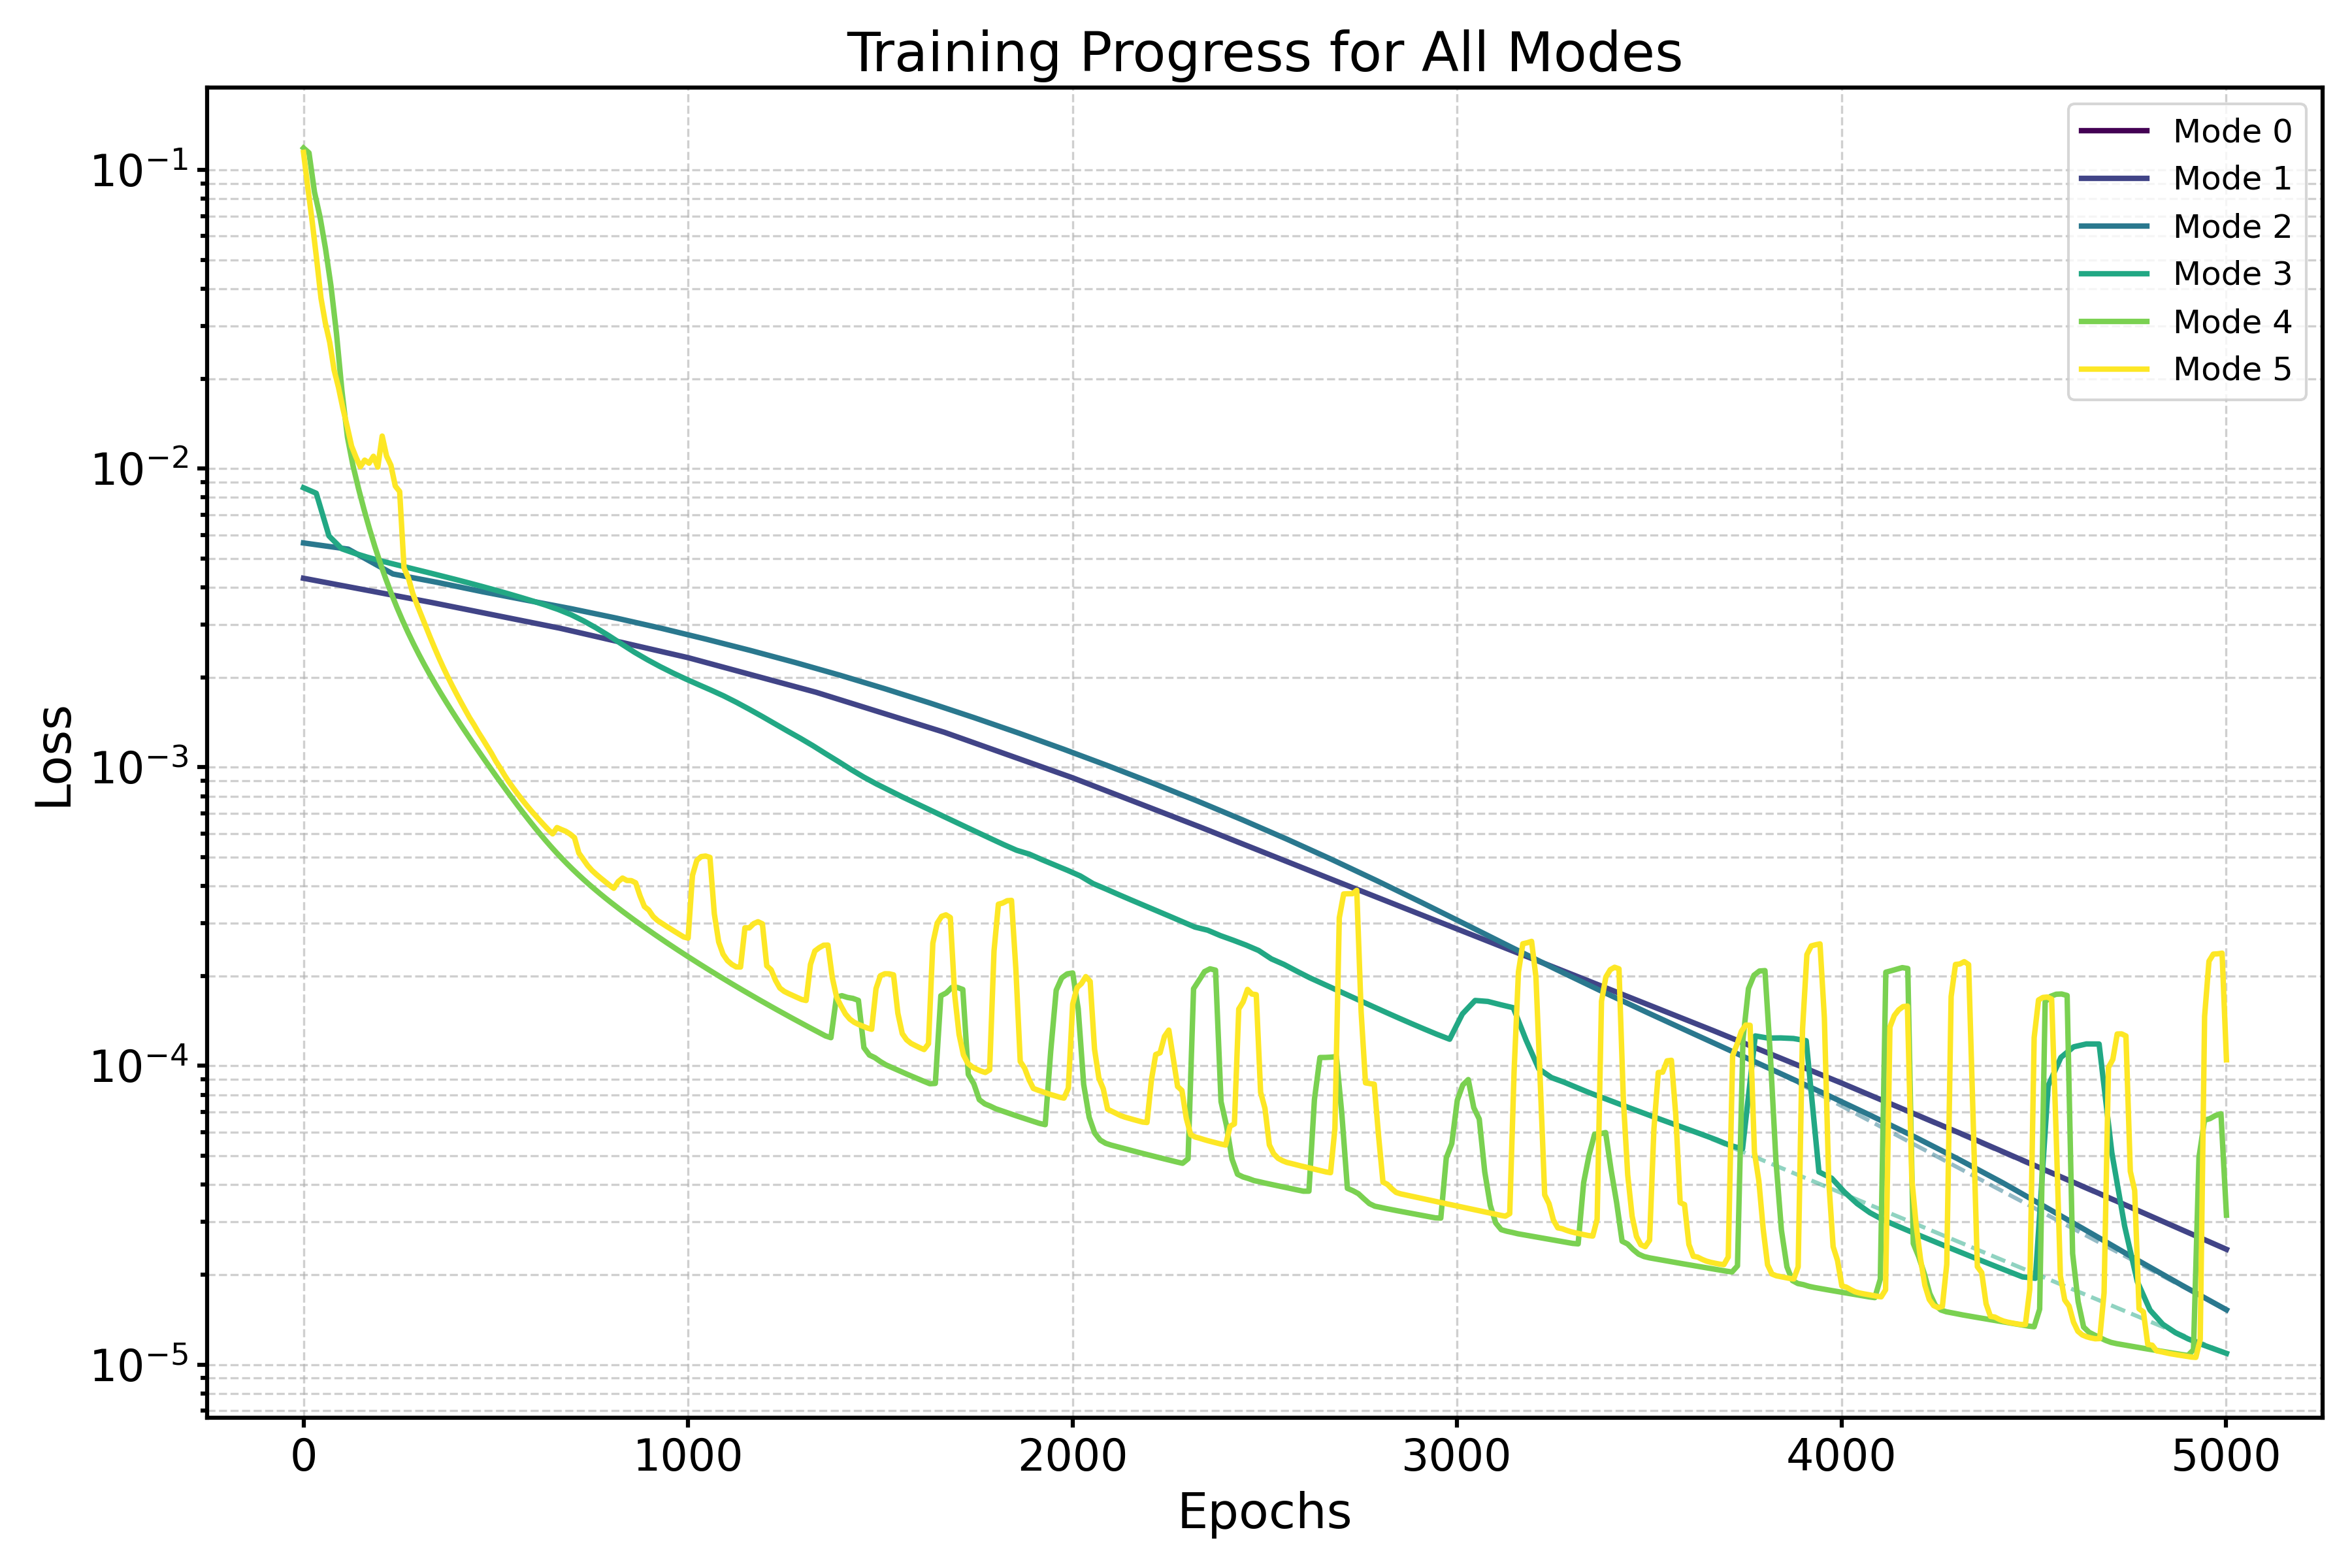 Training Progress for All Modes
Mode 0
Mode 1
Mode 2
Mode 3
Mode 4
Mode 5
10⁻¹
10⁻²
10⁻³
10⁻⁴
10⁻⁵
Loss
0 1000 2000 3000 4000 5000
Epochs